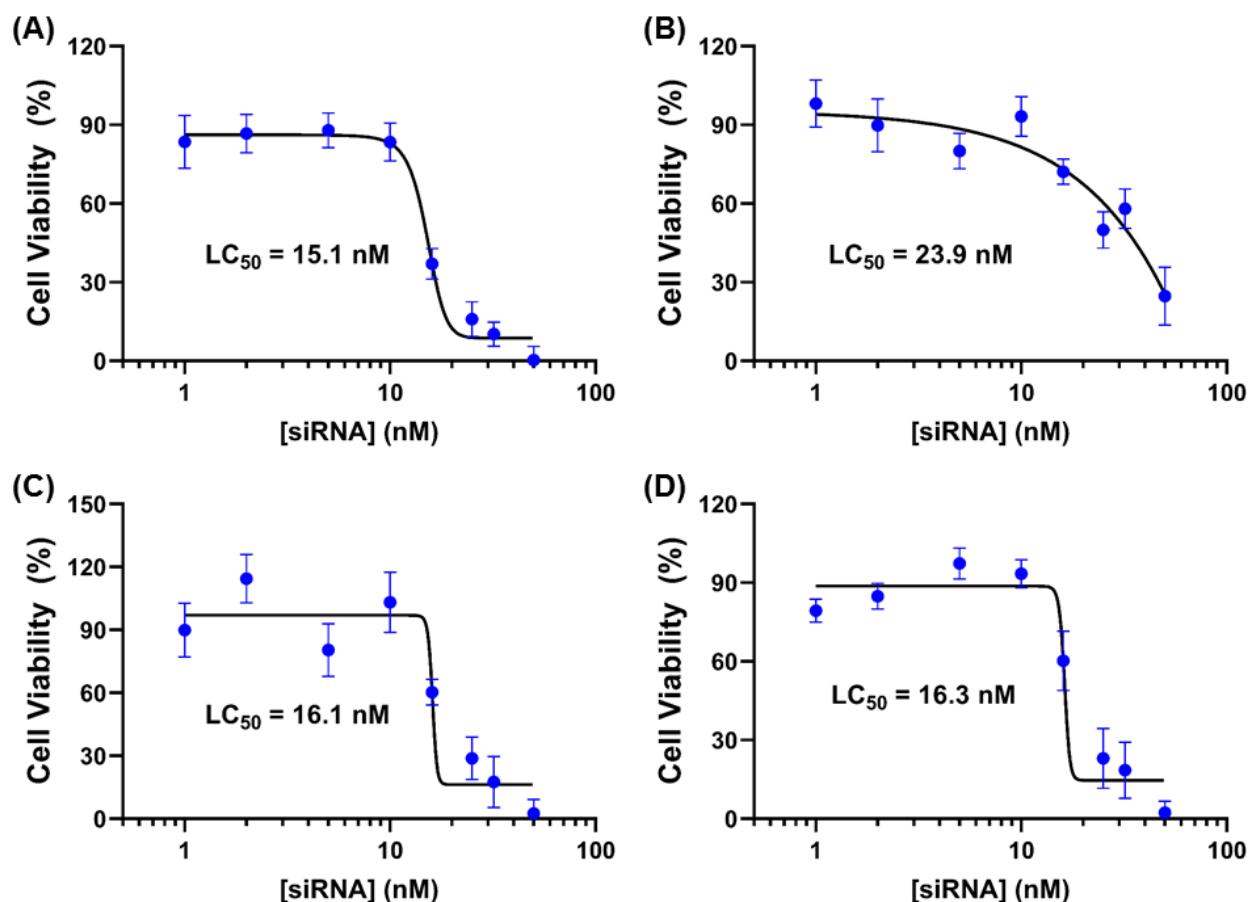 (A)
120
90
60
30
0
Cell Viability (%)
LC50 = 15.1 nM
1
10
100
[siRNA] (nM)
(B)
120
90
60
30
0
Cell Viability (%)
LC50 = 23.9 nM
1
10
100
[siRNA] (nM)
(C)
150
120
90
60
30
0
Cell Viability (%)
LC50 = 16.1 nM
1
10
100
[siRNA] (nM)
(D)
120
90
60
30
0
Cell Viability (%)
LC50 = 16.3 nM
1
10
100
[siRNA] (nM)